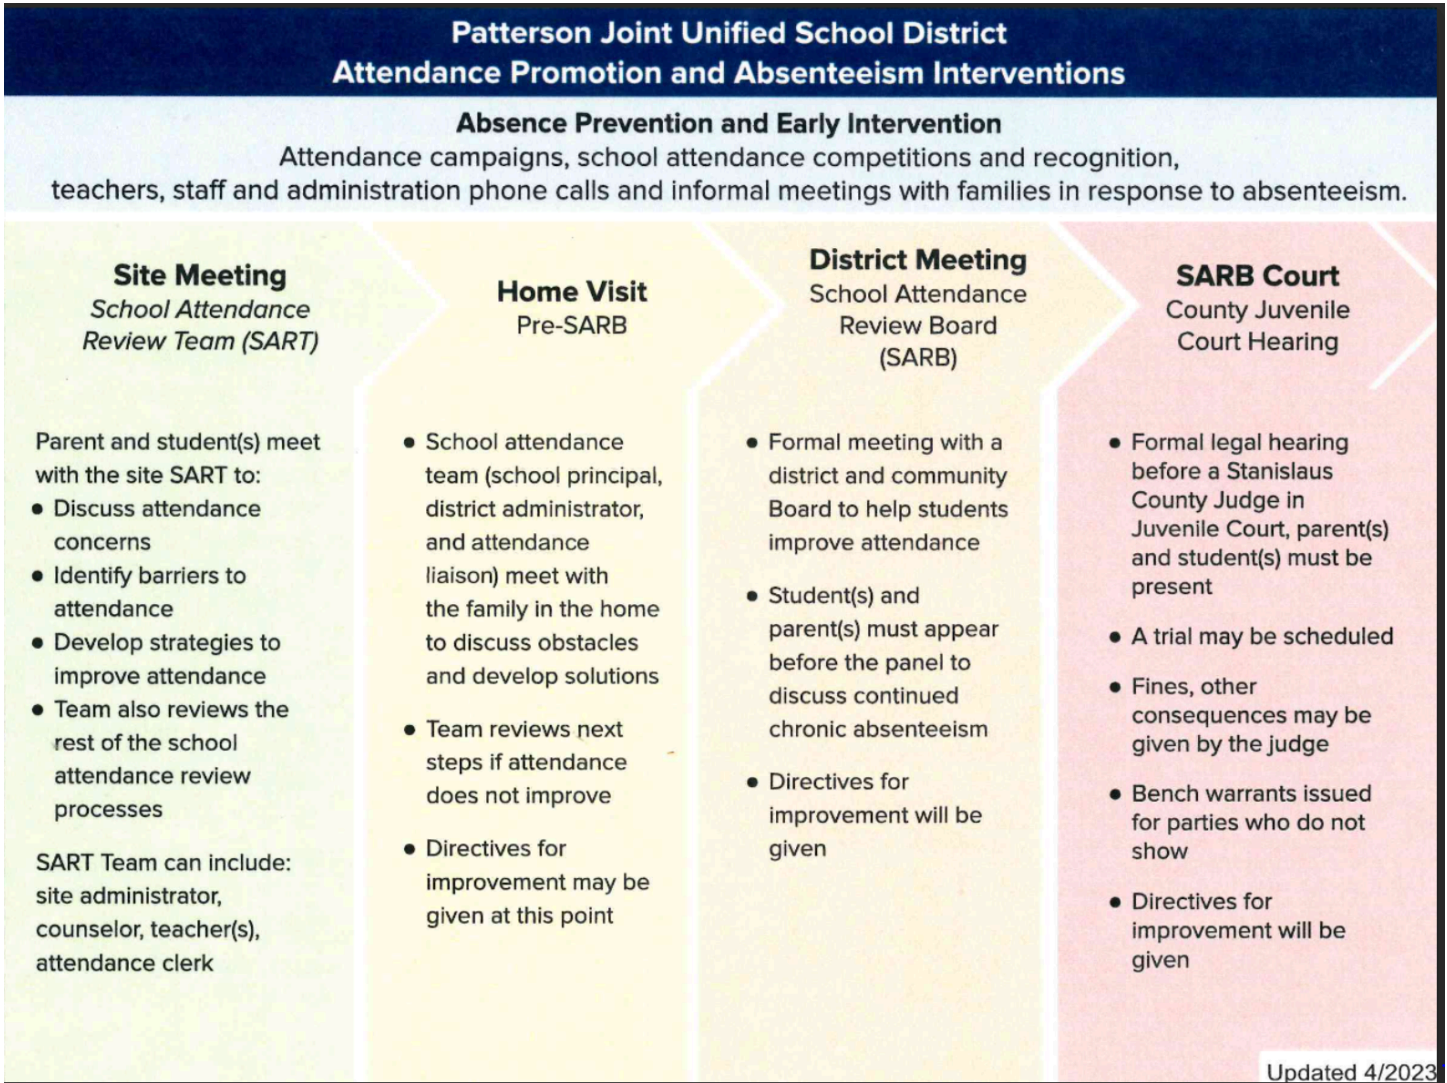 Patterson Joint Unified School District
Attendance Promotion and Absenteeism Interventions
Absence Prevention and Early Intervention
Attendance campaigns, school attendance competitions and recognition,
teachers, staff and administration phone calls and informal meetings with families in response to absenteeism.
Site Meeting
School Attendance
Review Team (SART)
Parent and student(s) meet
with the site SART to:
• Discuss attendance
concerns
• Identify barriers to
attendance
• Develop strategies to
improve attendance
• Team also reviews the
rest of the school
attendance review
processes
SART Team can include:
site administrator,
counselor, teacher(s),
attendance clerk
Home Visit
Pre-SARB
• School attendance
team (school principal,
district administrator,
and attendance
liaison) meet with
the family in the home
to discuss obstacles
and develop solutions
• Team reviews next
steps if attendance
does not improve
• Directives for
improvement may be
given at this point
District Meeting
School Attendance
Review Board
(SARB)
• Formal meeting with a
district and community
Board to help students
improve attendance
• Student(s) and
parent(s) must appear
before the panel to
discuss continued
chronic absenteeism
• Directives for
improvement will be
given
SARB Court
County Juvenile
Court Hearing
• Formal legal hearing
before a Stanislaus
County Judge in
Juvenile Court, parent(s)
and student(s) must be
present
• A trial may be scheduled
• Fines, other
consequences may be
given by the judge
• Bench warrants issued
for parties who do not
show
• Directives for
improvement will be
given
Updated 4/2023